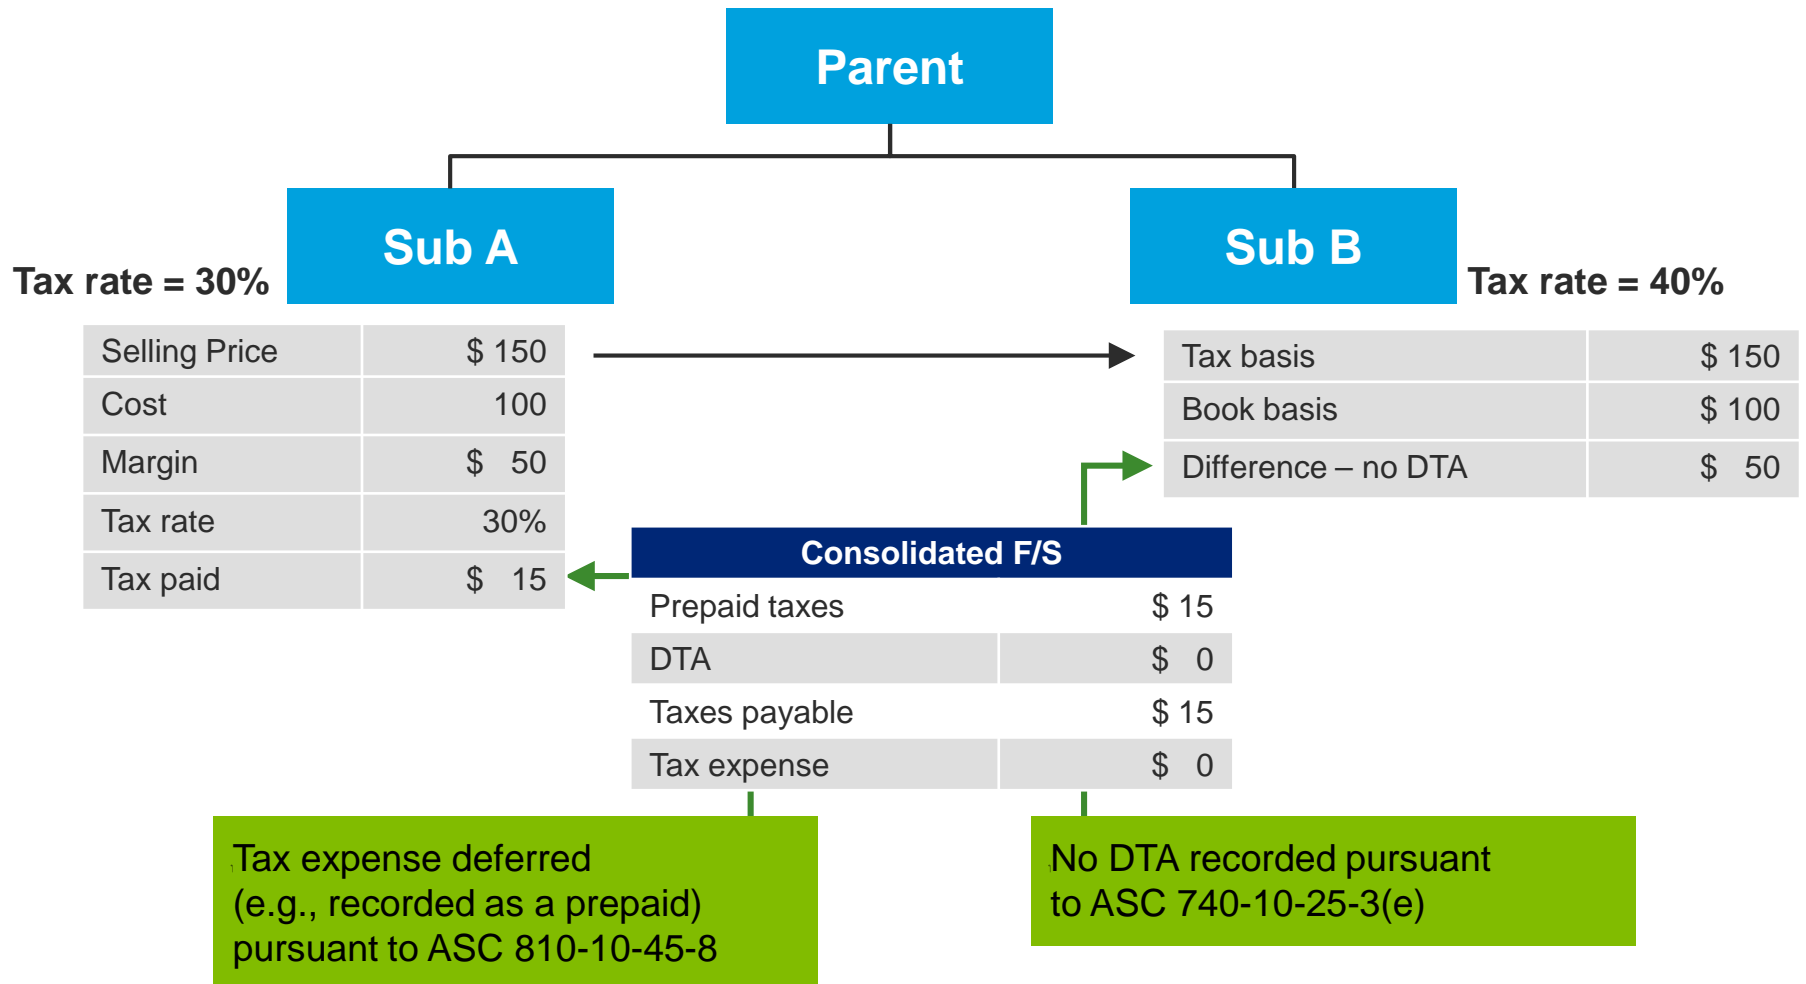 Parent
Sub A
Sub B
Tax rate = 30%
Tax rate = 40%
Selling Price $ 150
Cost 100
Margin $ 50
Tax rate 30%
Tax paid $ 15
Tax basis $ 150
Book basis $ 100
Difference – no DTA $ 50
Consolidated F/S
Prepaid taxes $ 15
DTA $ 0
Taxes payable $ 15
Tax expense $ 0
Tax expense deferred
(e.g., recorded as a prepaid)
pursuant to ASC 810-10-45-8
No DTA recorded pursuant
to ASC 740-10-25-3(e)